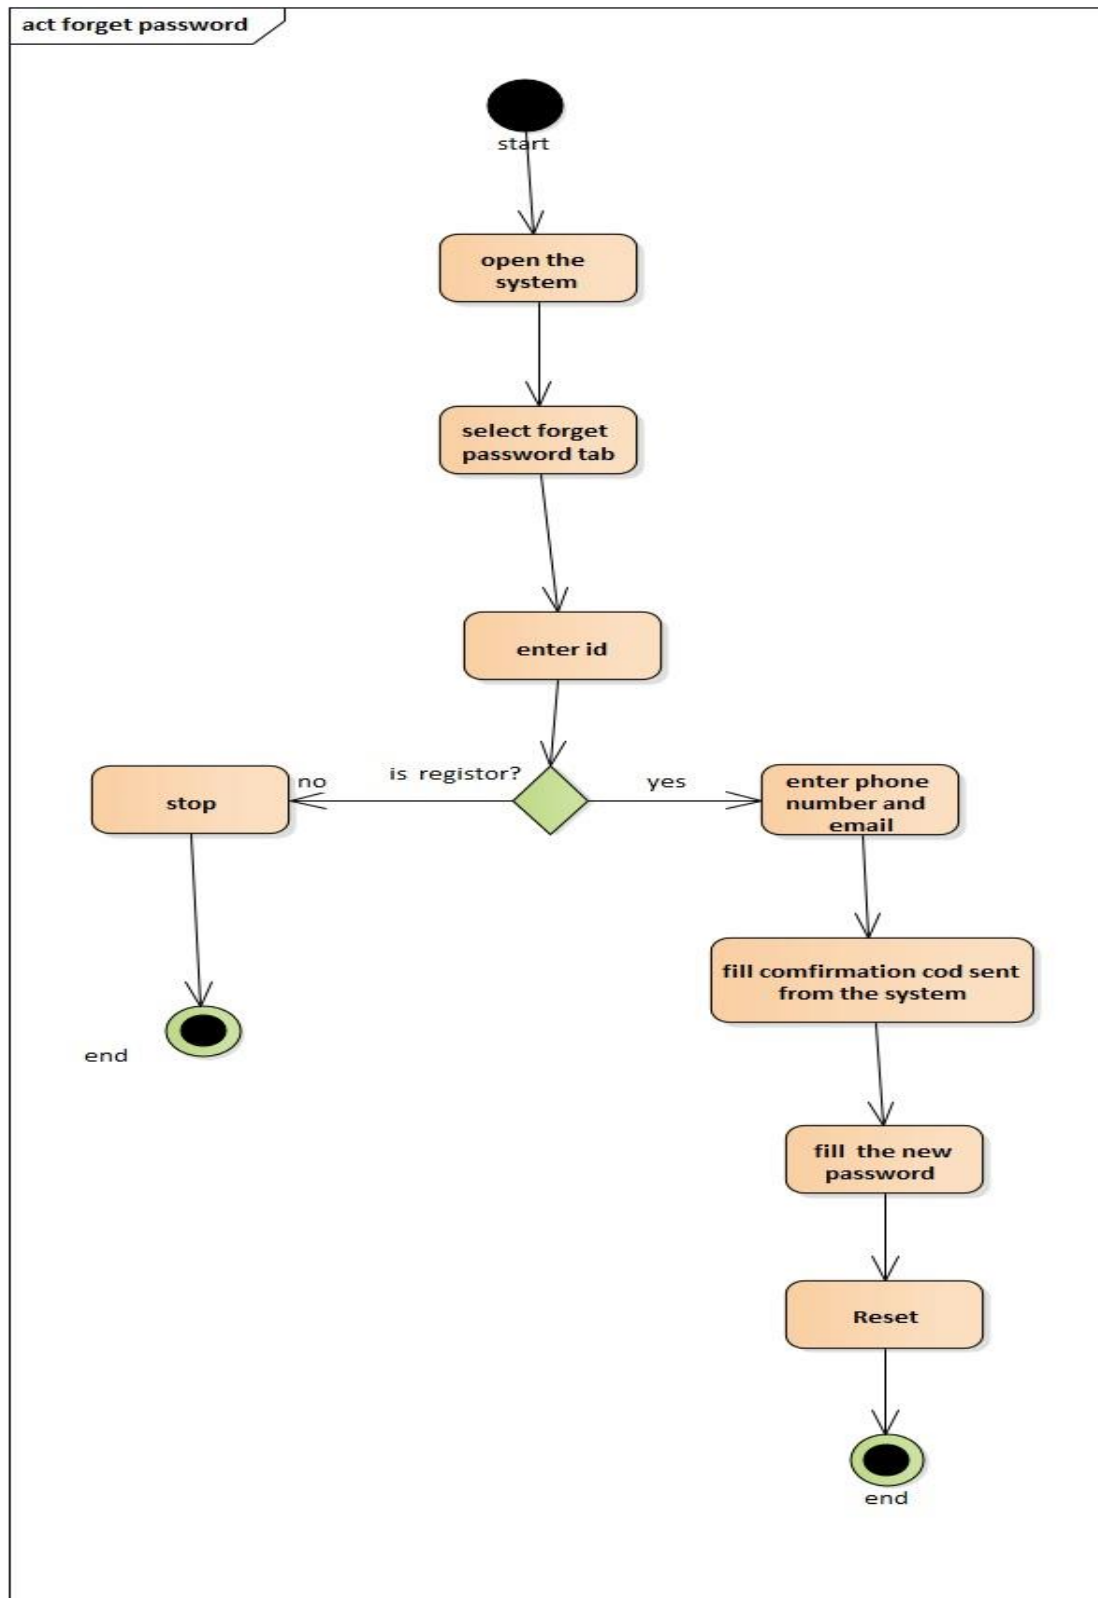 act forget password
start
open the
system
select forget
password tab
enter id
is registor?
no
yes
stop
enter phone
number and
email
fill comfirmation cod sent
from the system
end
fill the new
password
Reset
end